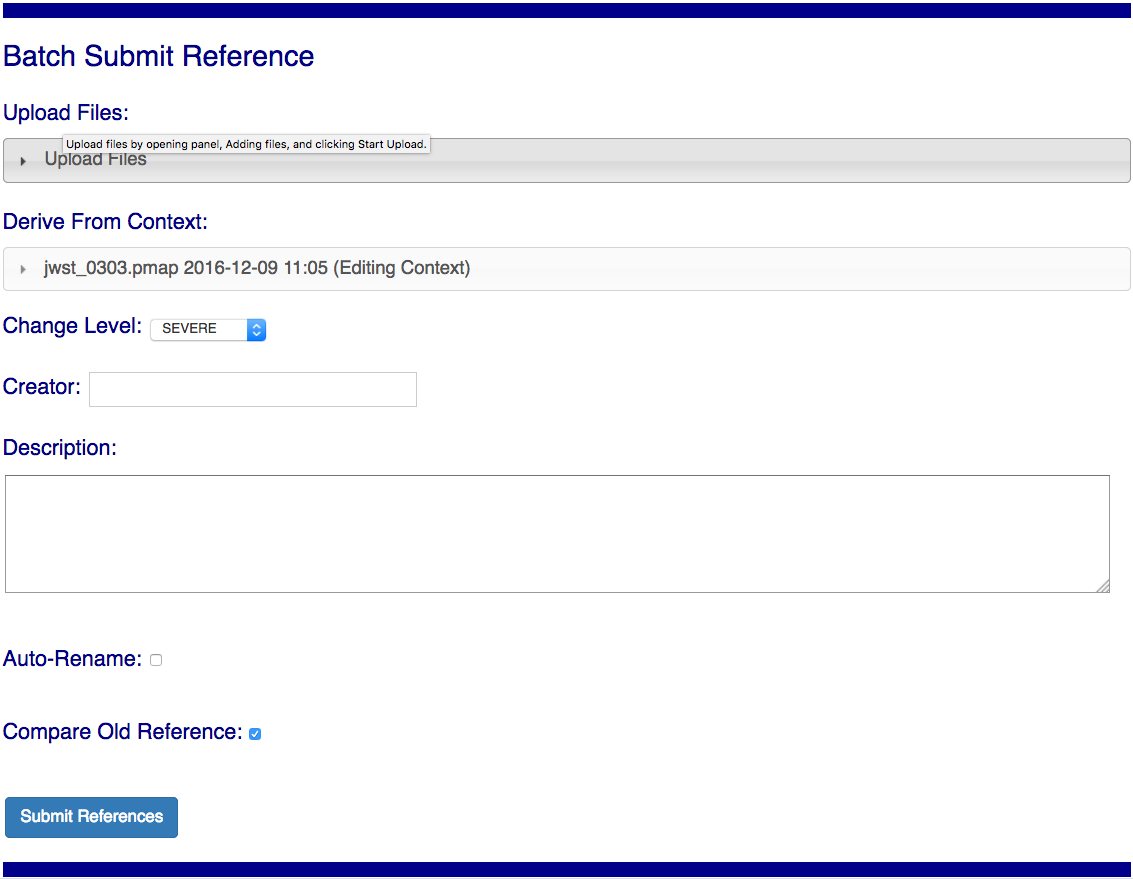 Batch Submit Reference
Upload Files:
Upload files by opening panel, Adding files, and clicking Start Upload.
Upload Files
Derive From Context:
jwst_0303.pmap 2016-12-09 11:05 (Editing Context)
Change Level: SEVERE
Creator:
Description:
Auto-Rename:
Compare Old Reference:
Submit References